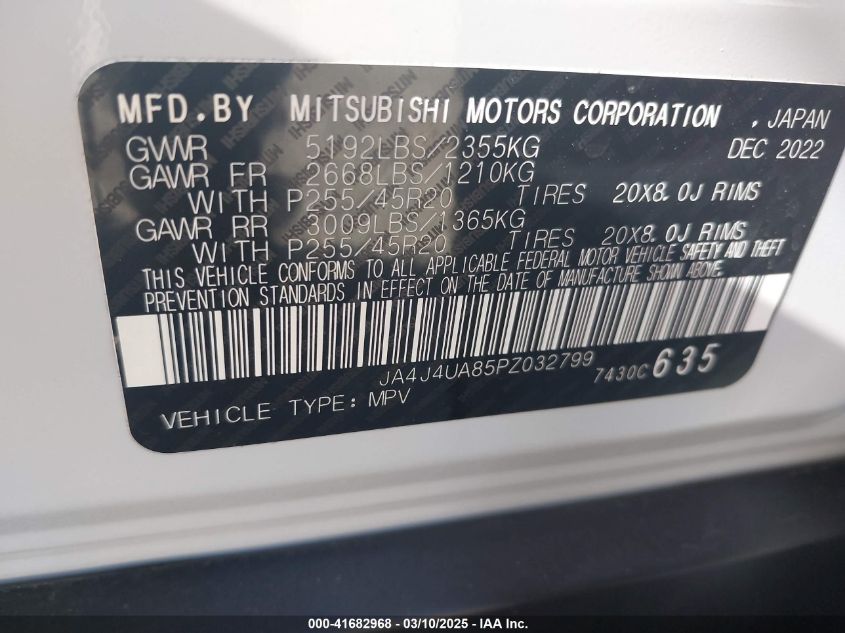 MFD.BY MITSUBISHI MOTORS CORPORATION , JAPAN
GVWR 5192LBS/2355KG DEC 2022
GAWR FR 2668LBS/1210KG
WITH P255/45R20 TIRES 20X8.0J RIMS
GAWR RR 3009LBS/1365KG
WITH P255/45R20 TIRES 20X8.0J RIMS
THIS VEHICLE CONFORMS TO ALL APPLICABLE FEDERAL MOTOR VEHICLE SAFETY AND THEFT
PREVENTION STANDARDS IN EFFECT ON THE DATE OF MANUFACTURE SHOWN ABOVE.
JA4J4UA85PZ032799 7430C 635
VEHICLE TYPE: MPV
000-41682968 — 03/10/2025 - IAA Inc.